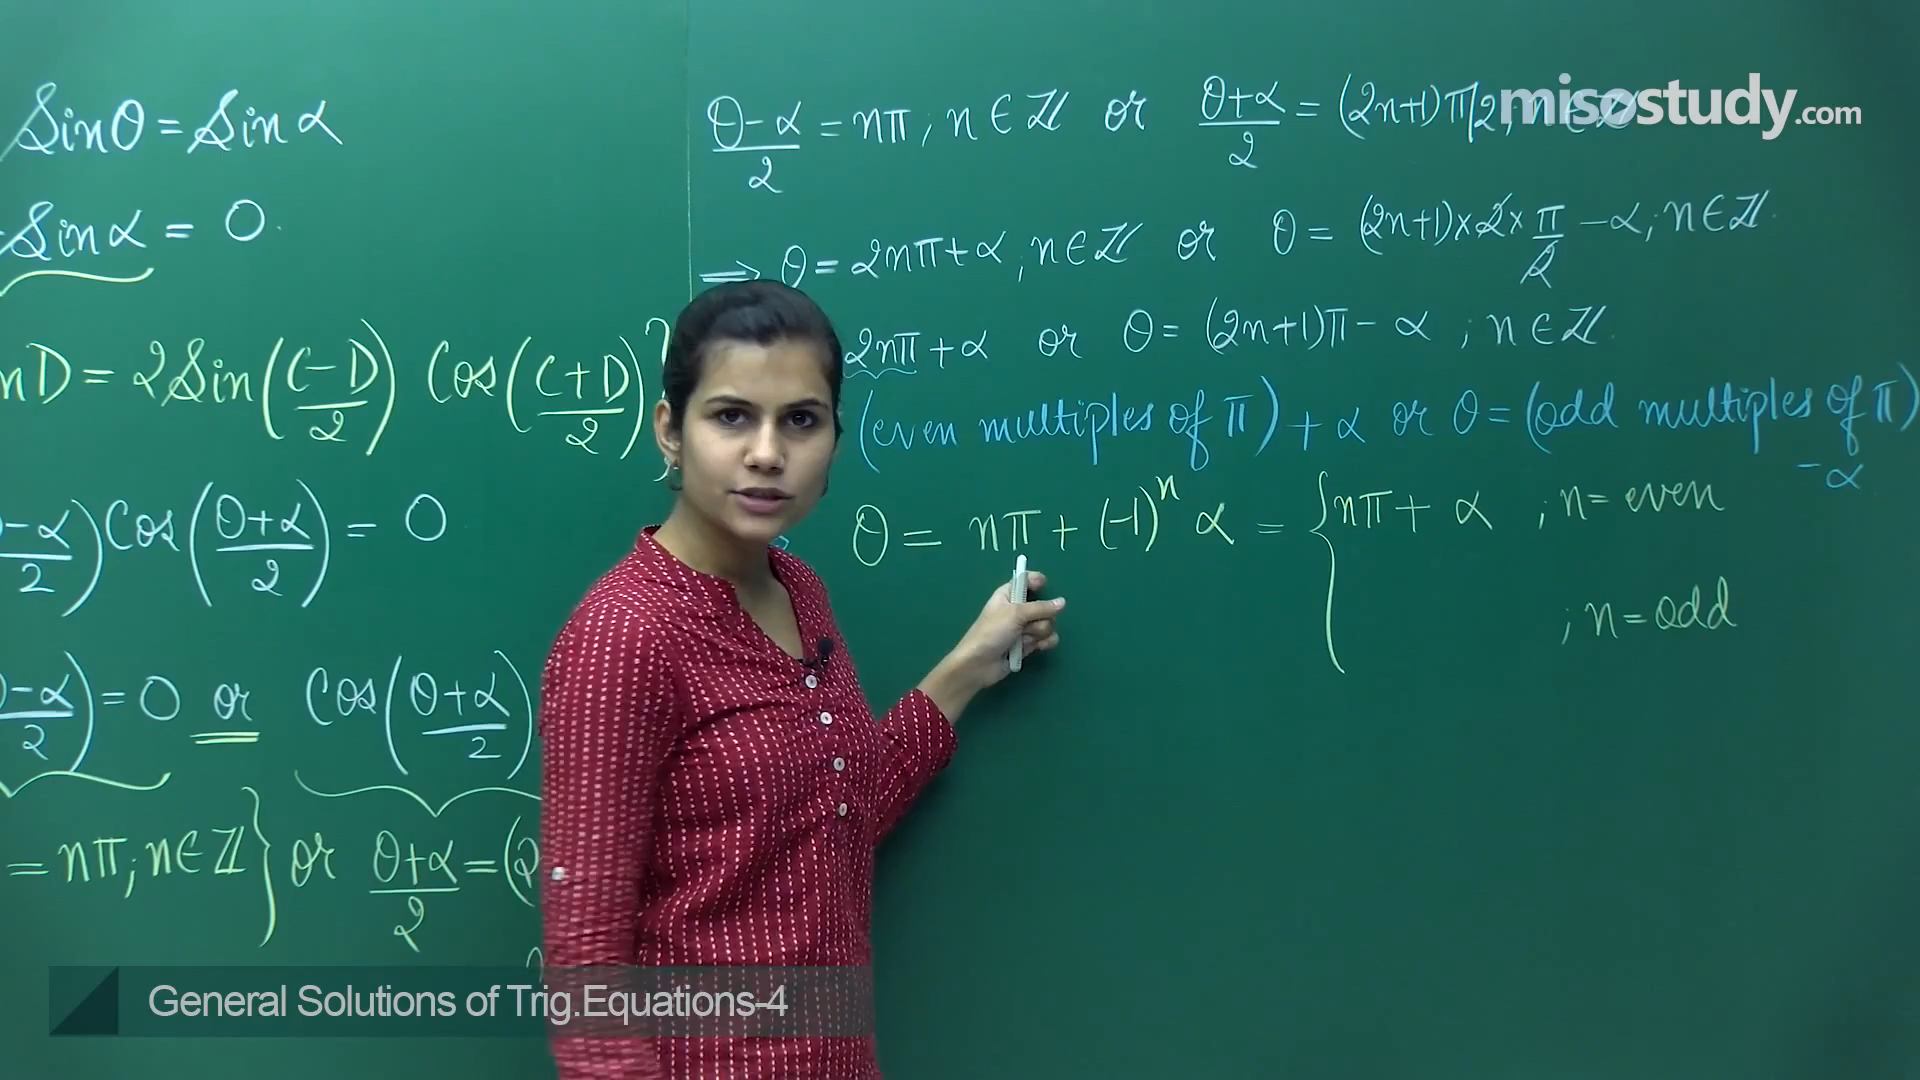 Sinθ = Sinα
Sinα = 0.
nD = 2Sin((C-D)/2) Cos((C+D)/2)
-α)/2) Cos((θ+α)/2) = 0
-α)/2) = 0 or Cos((θ+α)/2)
= nπ; n∈ℤ} or (θ+α)/2 = (2
(θ-α)/2 = nπ; n∈ℤ or (θ+α)/2 = (2n+1)π/2; n∈ℤ
⟹ θ = 2nπ+α; n∈ℤ or θ = (2n+1)×2×π/2 -α; n∈ℤ.
2nπ+α or θ = (2n+1)π-α ; n∈ℤ.
(even multiples of π)+α or θ = (odd multiples of π)
-α
θ = nπ+(-1)ⁿ α = { nπ+ α ; n= even
; n= odd
misostudy.com
General Solutions of Trig.Equations-4